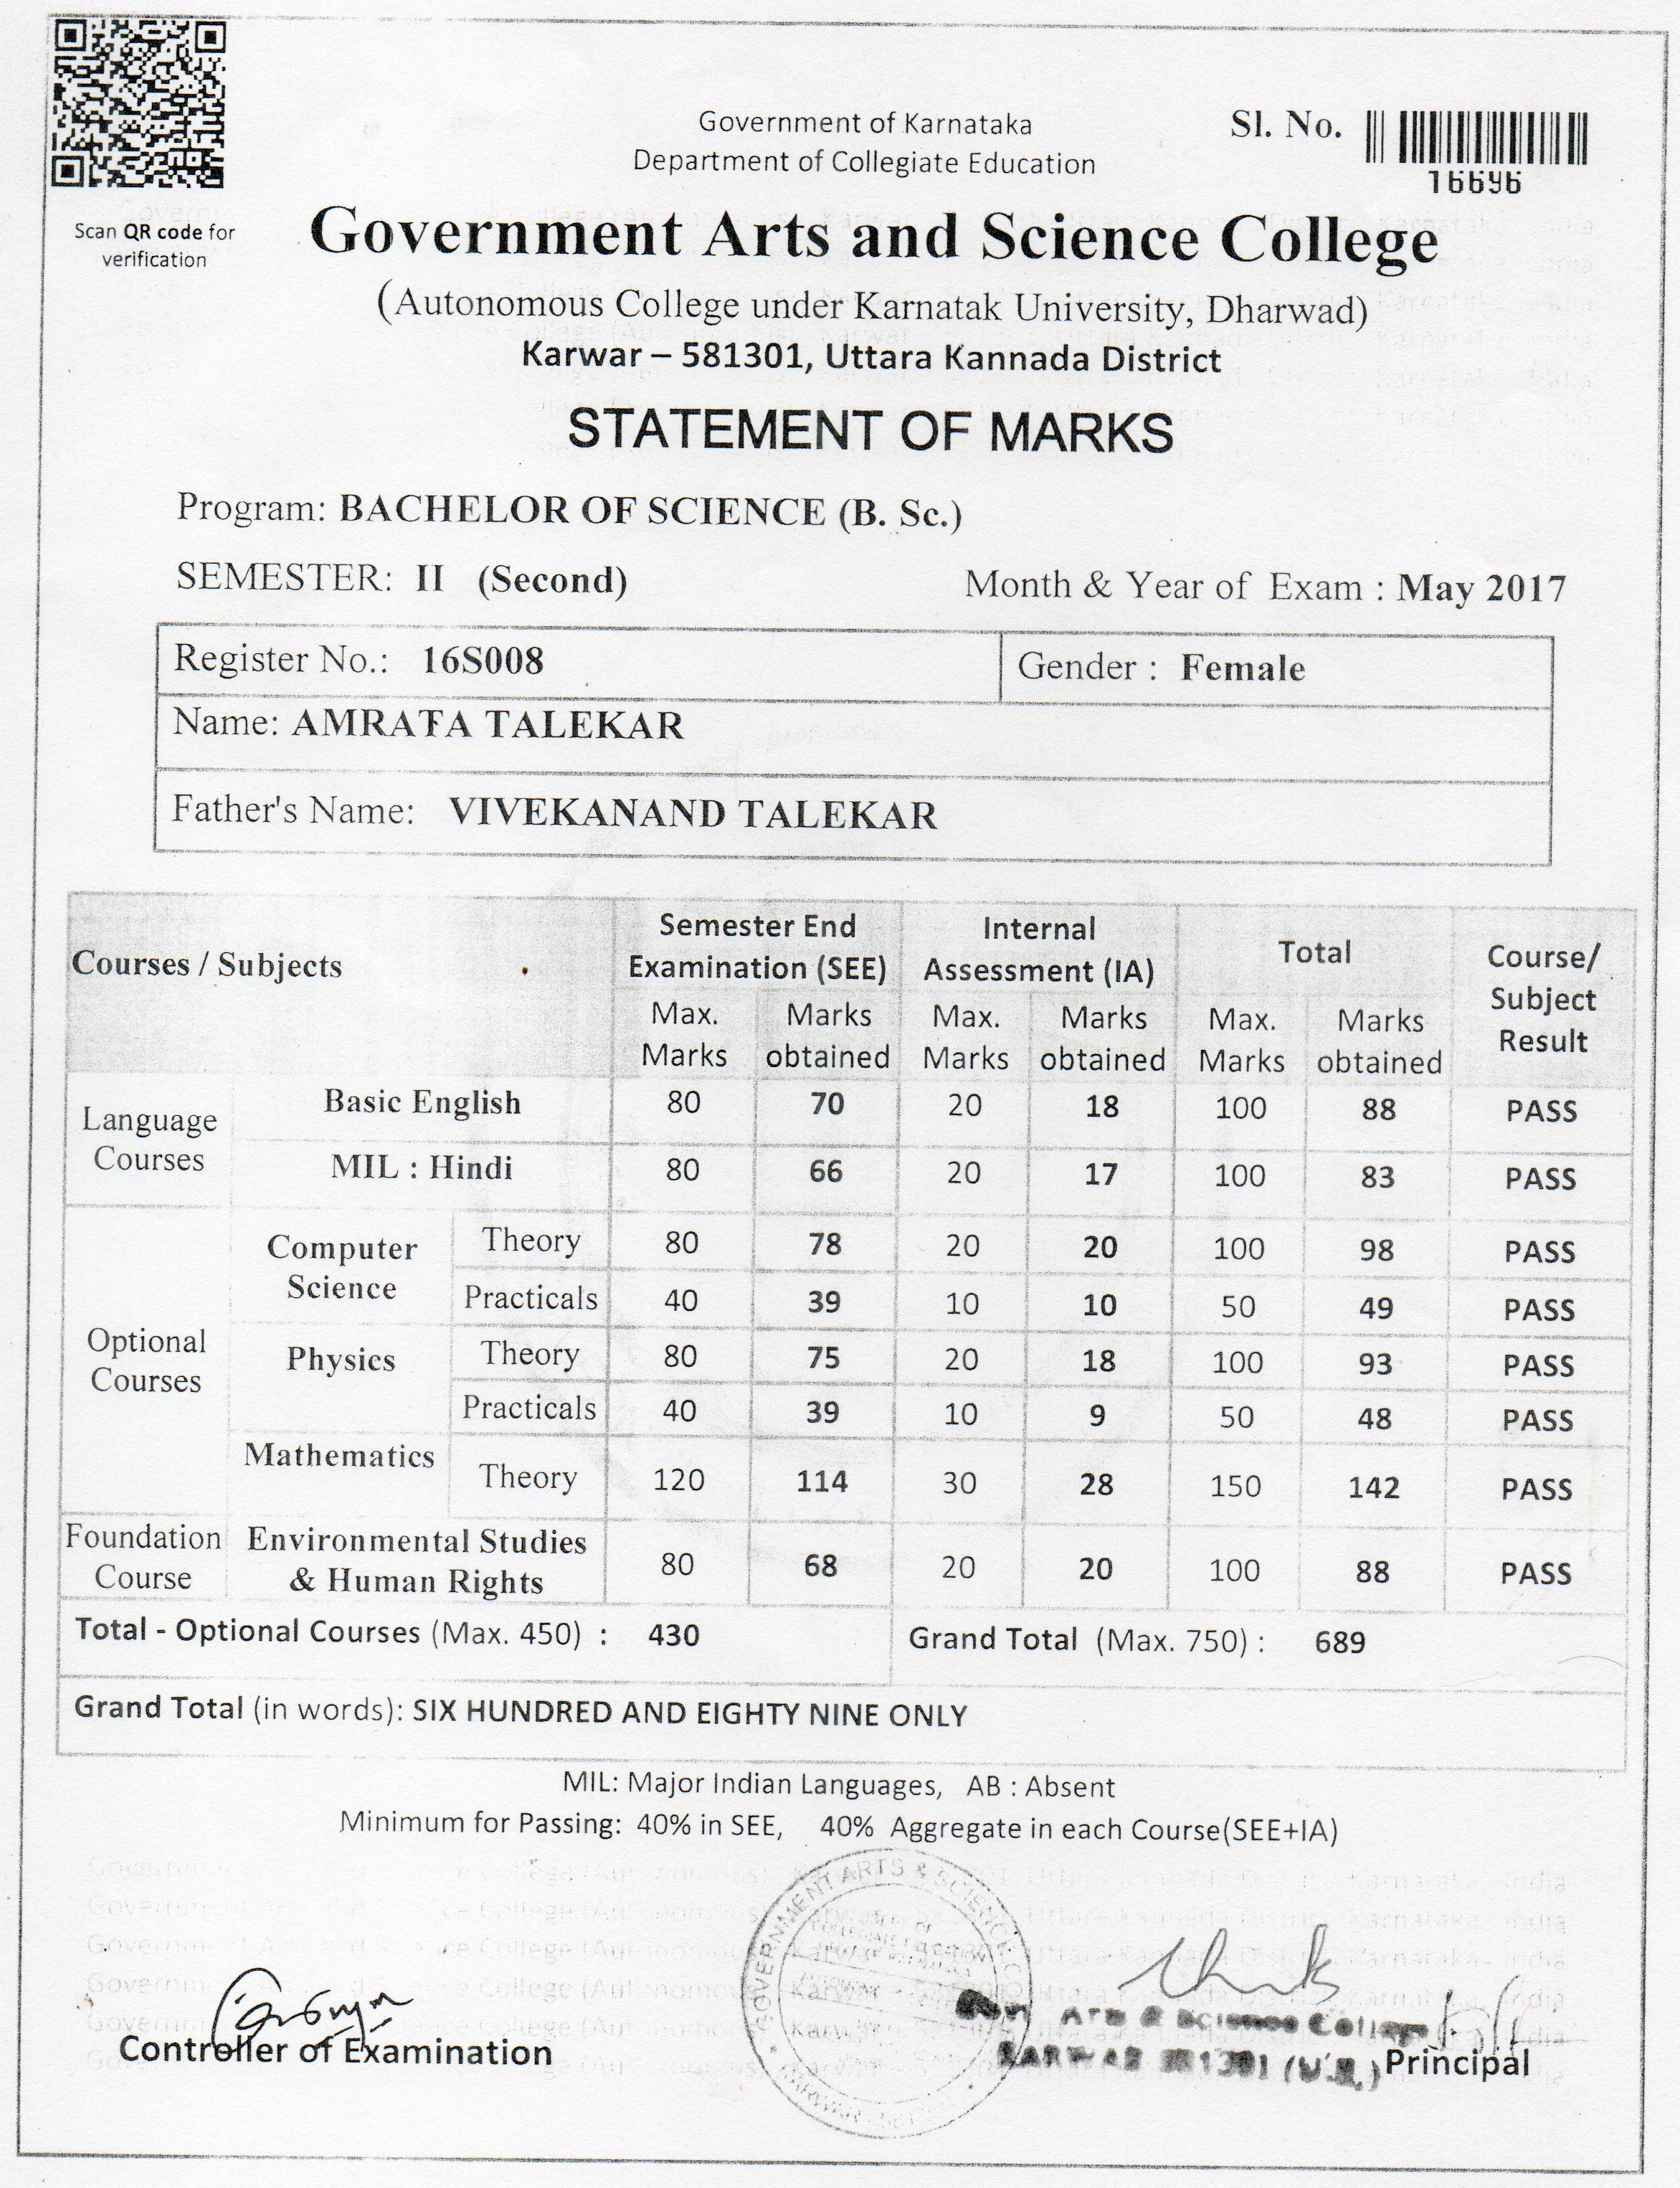 Government of Karnataka
Department of Collegiate Education
Sl. No.
16696
Scan QR code for
verification
Government Arts and Science College
(Autonomous College under Karnatak University, Dharwad)
Karwar – 581301, Uttara Kannada District
STATEMENT OF MARKS
Program: BACHELOR OF SCIENCE (B. Sc.)
SEMESTER: II (Second) Month & Year of Exam : May 2017
Register No.: 16S008 Gender : Female
Name: AMRATA TALEKAR
Father's Name: VIVEKANAND TALEKAR
Courses / Subjects Semester End Examination (SEE) Internal Assessment (IA) Total Course/ Subject Result
Max. Marks Marks obtained Max. Marks Marks obtained Max. Marks Marks obtained
Language Courses Basic English 80 70 20 18 100 88 PASS
MIL : Hindi 80 66 20 17 100 83 PASS
Optional Courses Computer Science Theory 80 78 20 20 100 98 PASS
Practicals 40 39 10 10 50 49 PASS
Physics Theory 80 75 20 18 100 93 PASS
Practicals 40 39 10 9 50 48 PASS
Mathematics Theory 120 114 30 28 150 142 PASS
Foundation Course Environmental Studies & Human Rights 80 68 20 20 100 88 PASS
Total - Optional Courses (Max. 450) : 430 Grand Total (Max. 750) : 689
Grand Total (in words): SIX HUNDRED AND EIGHTY NINE ONLY
MIL: Major Indian Languages, AB : Absent
Minimum for Passing: 40% in SEE, 40% Aggregate in each Course(SEE+IA)
GOVERNMENT ARTS & SCIENCE
Arts & Science College
KARWAR
Controller of Examination
Principal